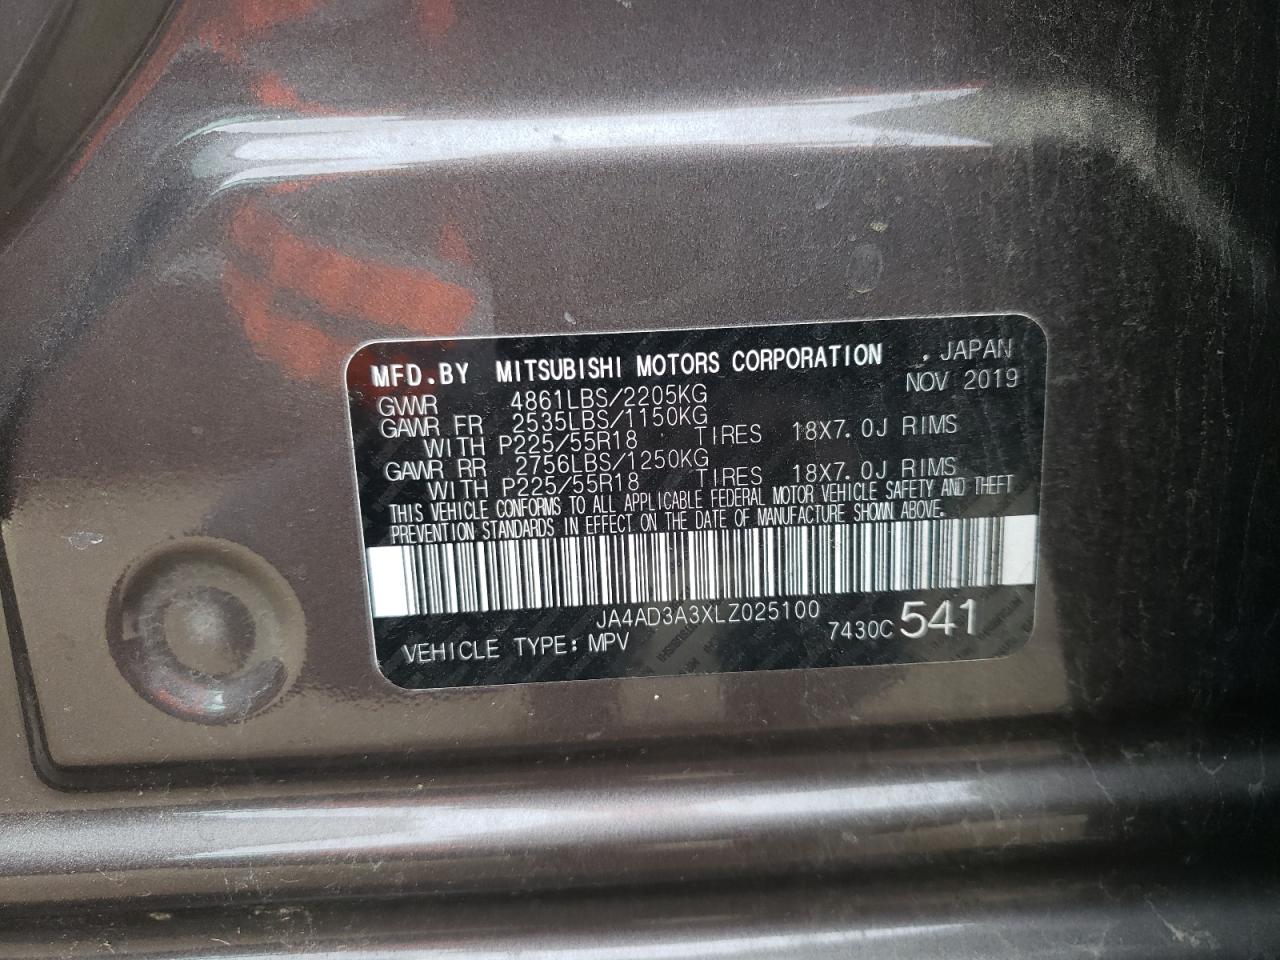 MFD.BY MITSUBISHI MOTORS CORPORATION , JAPAN
NOV 2019
GVWR 4861LBS/2205KG
GAWR FR 2535LBS/1150KG
WITH P225/55R18 TIRES 18X7.0J RIMS
GAWR RR 2756LBS/1250KG
WITH P225/55R18 TIRES 18X7.0J RIMS
THIS VEHICLE CONFORMS TO ALL APPLICABLE FEDERAL MOTOR VEHICLE SAFETY AND THEFT
PREVENTION STANDARDS IN EFFECT ON THE DATE OF MANUFACTURE SHOWN ABOVE.
JA4AD3A3XLZ025100
7430C 541
VEHICLE TYPE: MPV